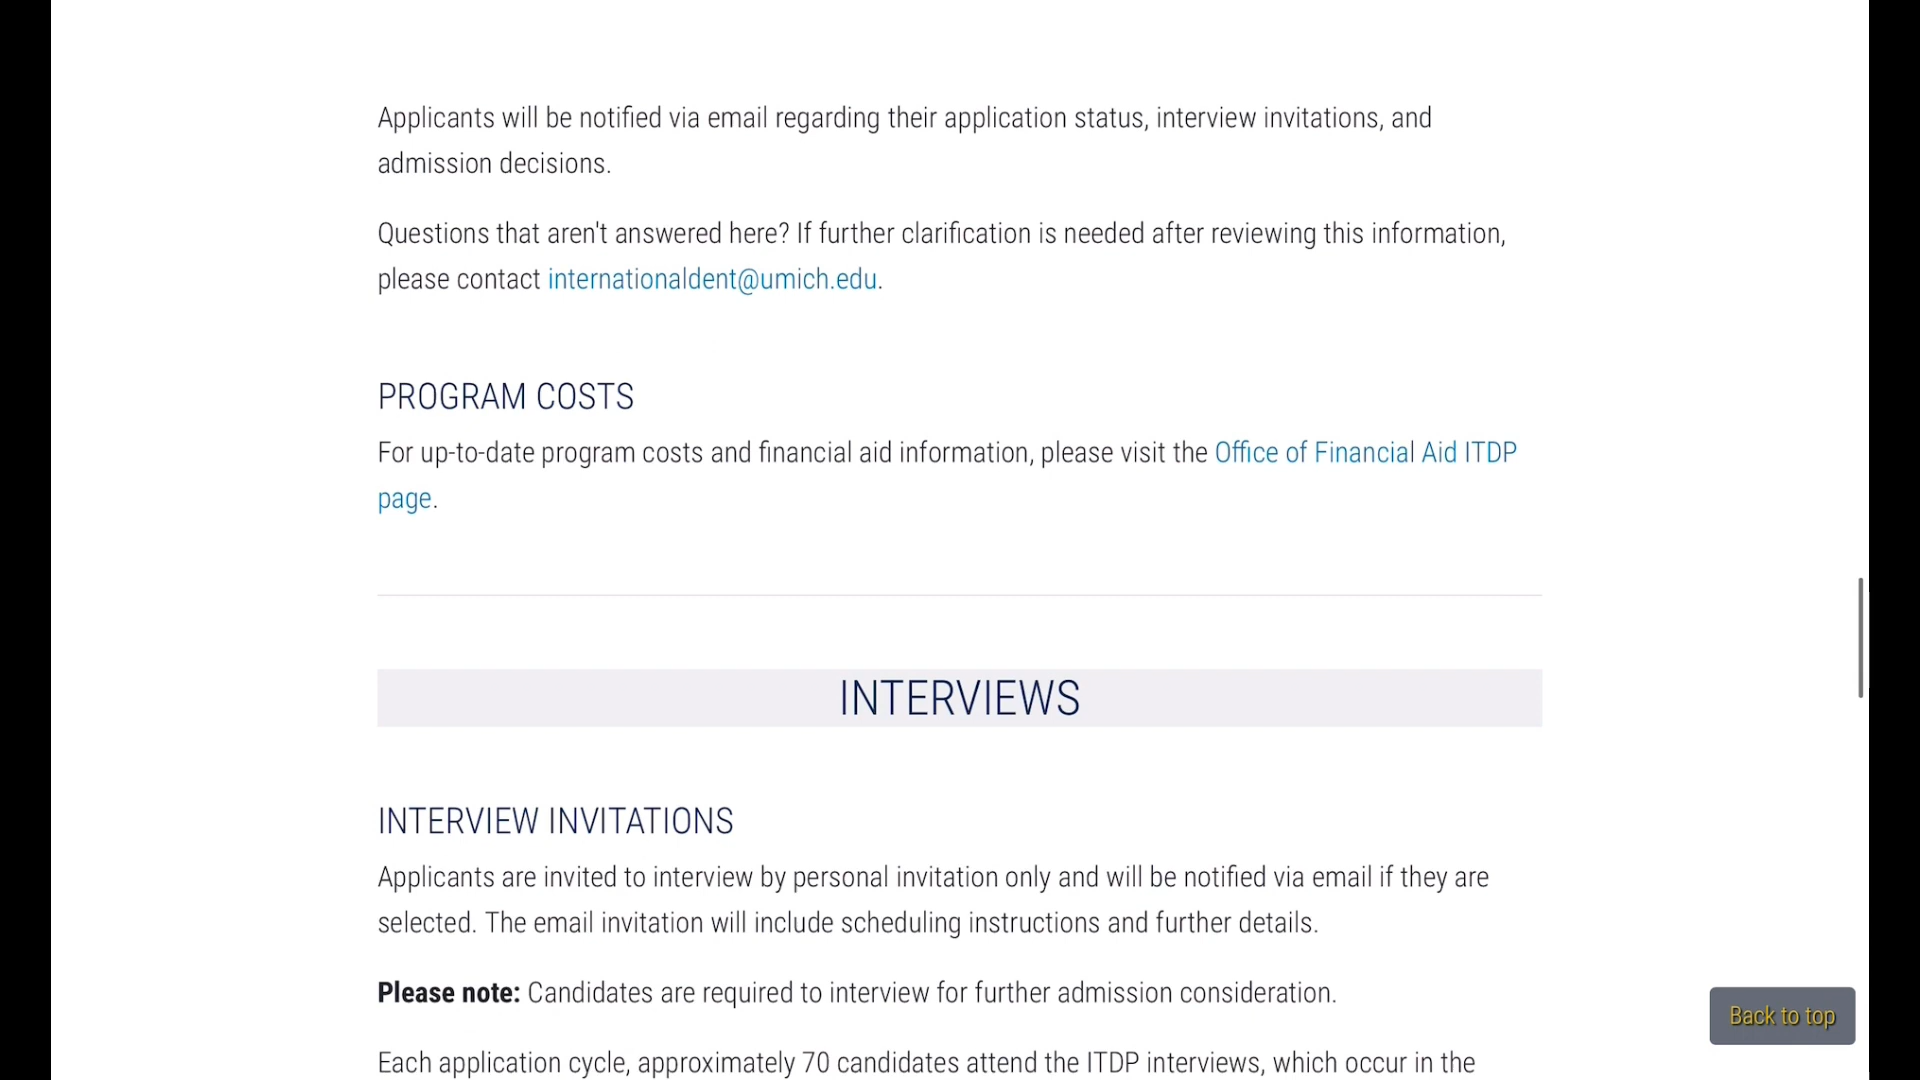 Applicants will be notified via email regarding their application status, interview invitations, and
admission decisions.
Questions that aren't answered here? If further clarification is needed after reviewing this information,
please contact internationaldent@umich.edu.
PROGRAM COSTS
For up-to-date program costs and financial aid information, please visit the Office of Financial Aid ITDP
page.
INTERVIEWS
INTERVIEW INVITATIONS
Applicants are invited to interview by personal invitation only and will be notified via email if they are
selected. The email invitation will include scheduling instructions and further details.
Please note: Candidates are required to interview for further admission consideration.
Back to top
Each application cycle, approximately 70 candidates attend the ITDP interviews, which occur in the